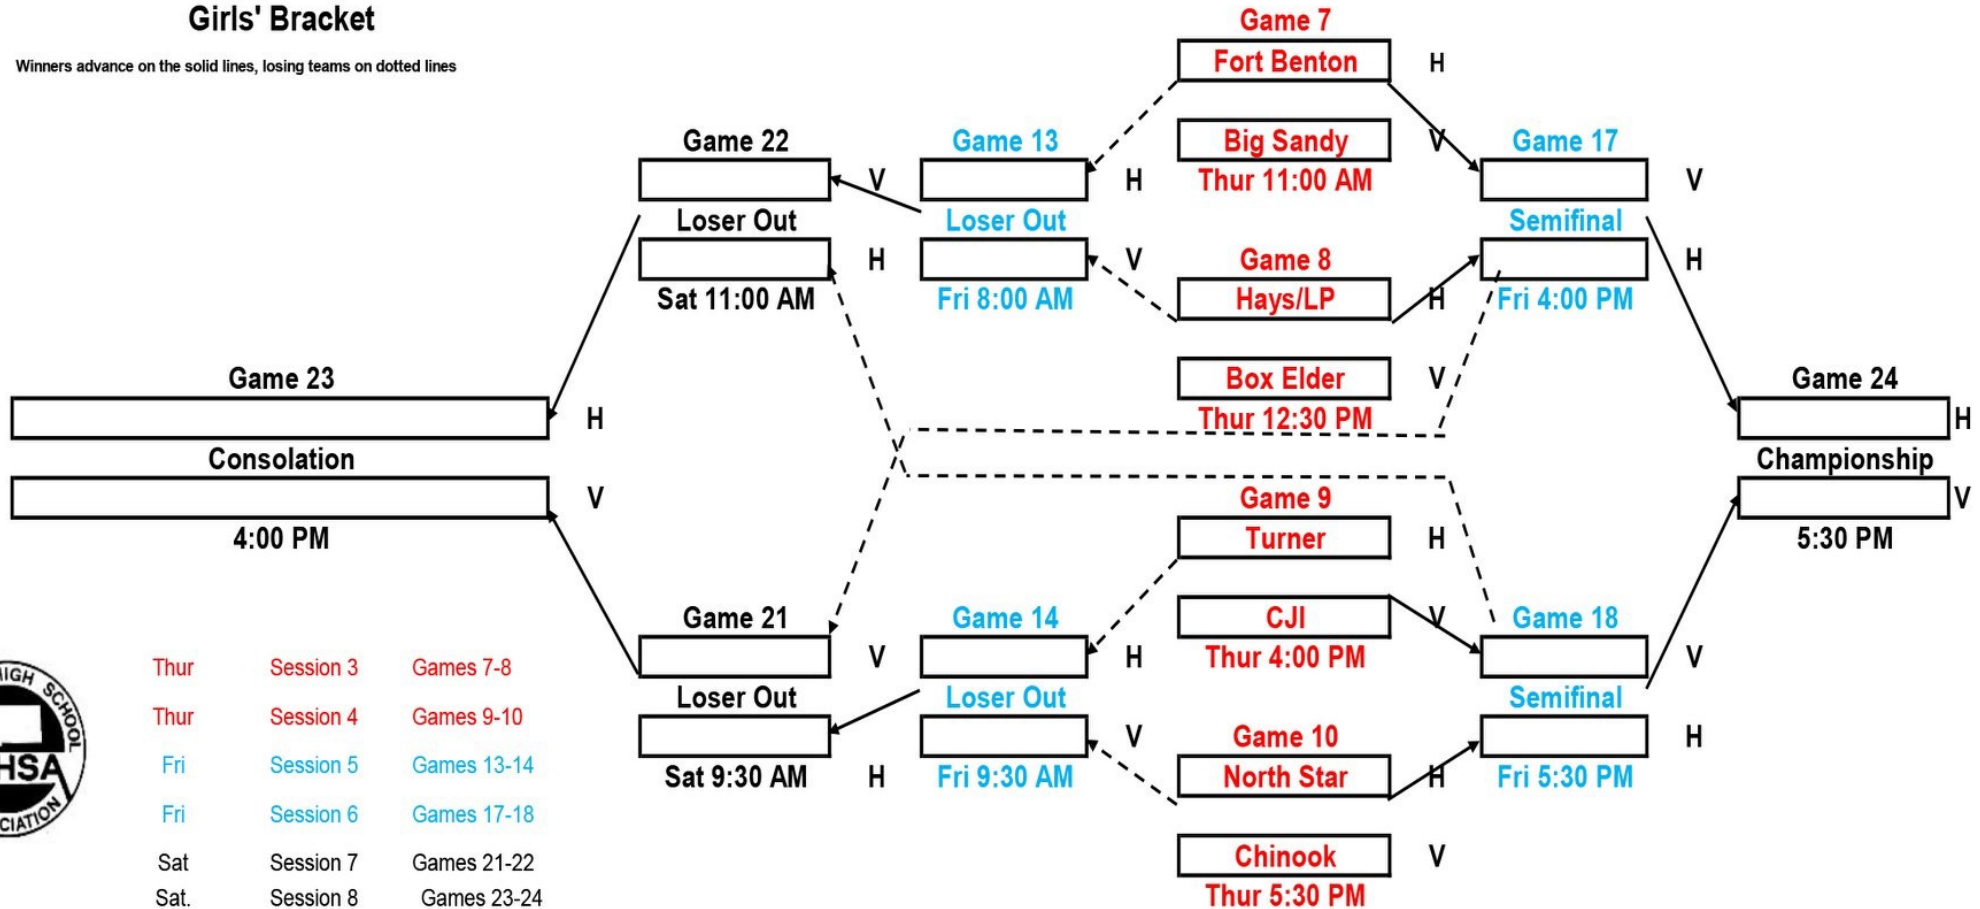 Girls' Bracket
Winners advance on the solid lines, losing teams on dotted lines
Game 7
Fort Benton H
Big Sandy V
Thur 11:00 AM
Game 22
V
Loser Out
H
Sat 11:00 AM
Game 13
H
Loser Out
V
Fri 8:00 AM
Game 8
Hays/LP H
Box Elder V
Thur 12:30 PM
Game 17
V
Semifinal
H
Fri 4:00 PM
Game 23
H
Consolation
V
4:00 PM
Game 24
H
Championship
V
5:30 PM
Game 9
Turner H
CJI V
Thur 4:00 PM
Game 21
V
Loser Out
H
Sat 9:30 AM
Game 14
H
Loser Out
V
Fri 9:30 AM
Game 10
North Star H
Chinook V
Thur 5:30 PM
Game 18
V
Semifinal
H
Fri 5:30 PM
Thur Session 3 Games 7-8
Thur Session 4 Games 9-10
Fri Session 5 Games 13-14
Fri Session 6 Games 17-18
Sat Session 7 Games 21-22
Sat. Session 8 Games 23-24
IGH SCHOOL
HSA
CIATION